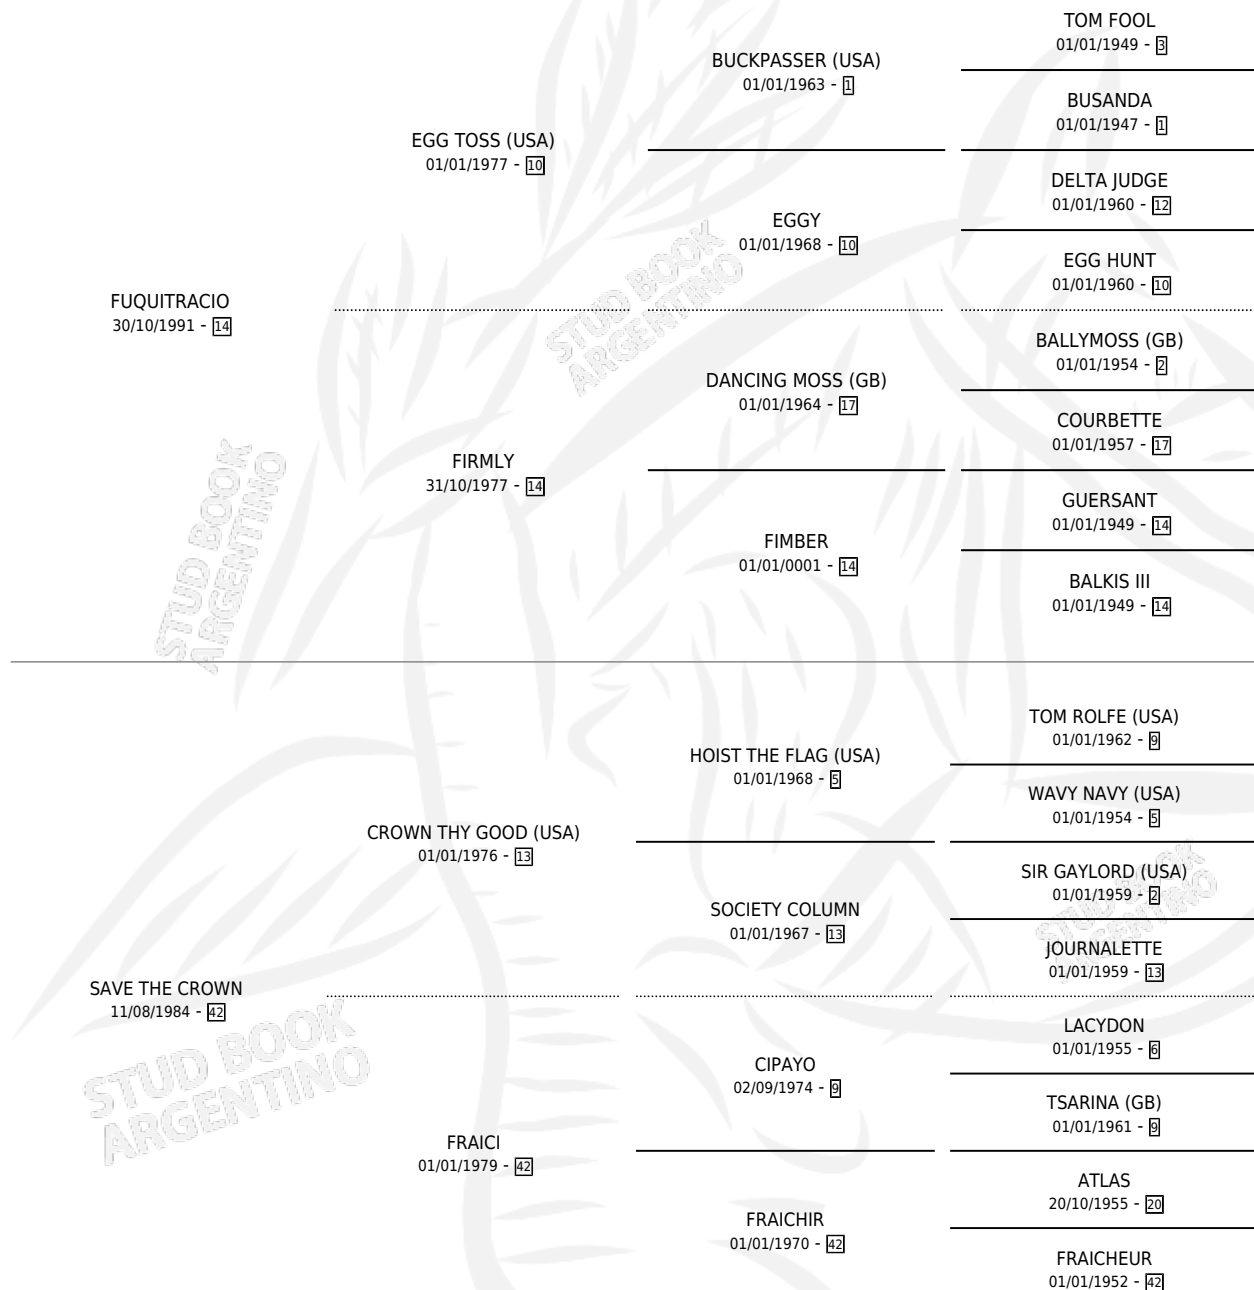 TOM FOOL
01/01/1949 - 3
BUCKPASSER (USA)
01/01/1963 - 1
BUSANDA
01/01/1947 - 1
EGG TOSS (USA)
01/01/1977 - 10
DELTA JUDGE
01/01/1960 - 12
EGGY
01/01/1968 - 10
EGG HUNT
01/01/1960 - 10
FUQUITRACIO
30/10/1991 - 14
BALLYMOSS (GB)
01/01/1954 - 2
DANCING MOSS (GB)
01/01/1964 - 17
COURBETTE
01/01/1957 - 17
FIRMLY
31/10/1977 - 14
GUERSANT
01/01/1949 - 14
FIMBER
01/01/0001 - 14
BALKIS III
01/01/1949 - 14
TOM ROLFE (USA)
01/01/1962 - 9
HOIST THE FLAG (USA)
01/01/1968 - 5
WAVY NAVY (USA)
01/01/1954 - 5
CROWN THY GOOD (USA)
01/01/1976 - 13
SIR GAYLORD (USA)
01/01/1959 - 2
SOCIETY COLUMN
01/01/1967 - 13
JOURNALETTE
01/01/1959 - 13
SAVE THE CROWN
11/08/1984 - 42
LACYDON
01/01/1955 - 6
CIPAYO
02/09/1974 - 9
TSARINA (GB)
01/01/1961 - 9
FRAICI
01/01/1979 - 42
ATLAS
20/10/1955 - 20
FRAICHIR
01/01/1970 - 42
FRAICHEUR
01/01/1952 - 42
STUD BOOK
ARGENTINO
STUD BOOK
ARGENTINO
STUD BOOK
ARGENTINO
STUD BOOK
ARGENTINO